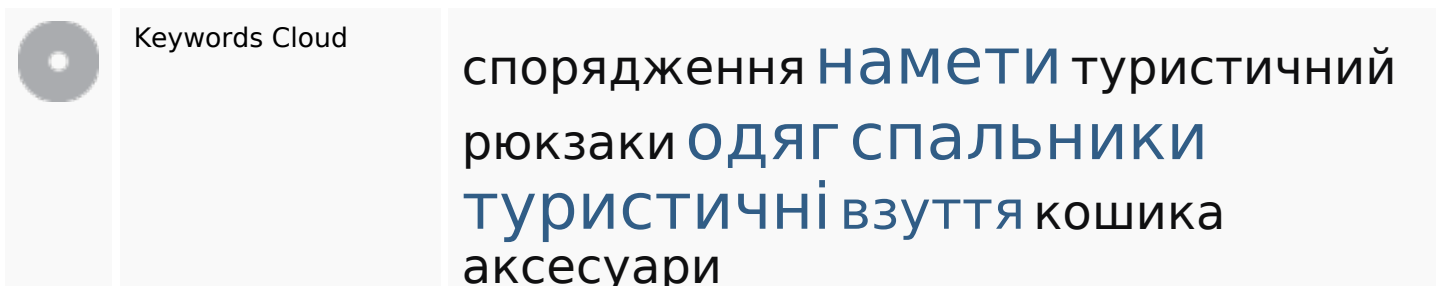 Keywords Cloud
спорядження намети туристичний
рюкзаки одяг спальники
туристичні взуття кошика
аксесуари